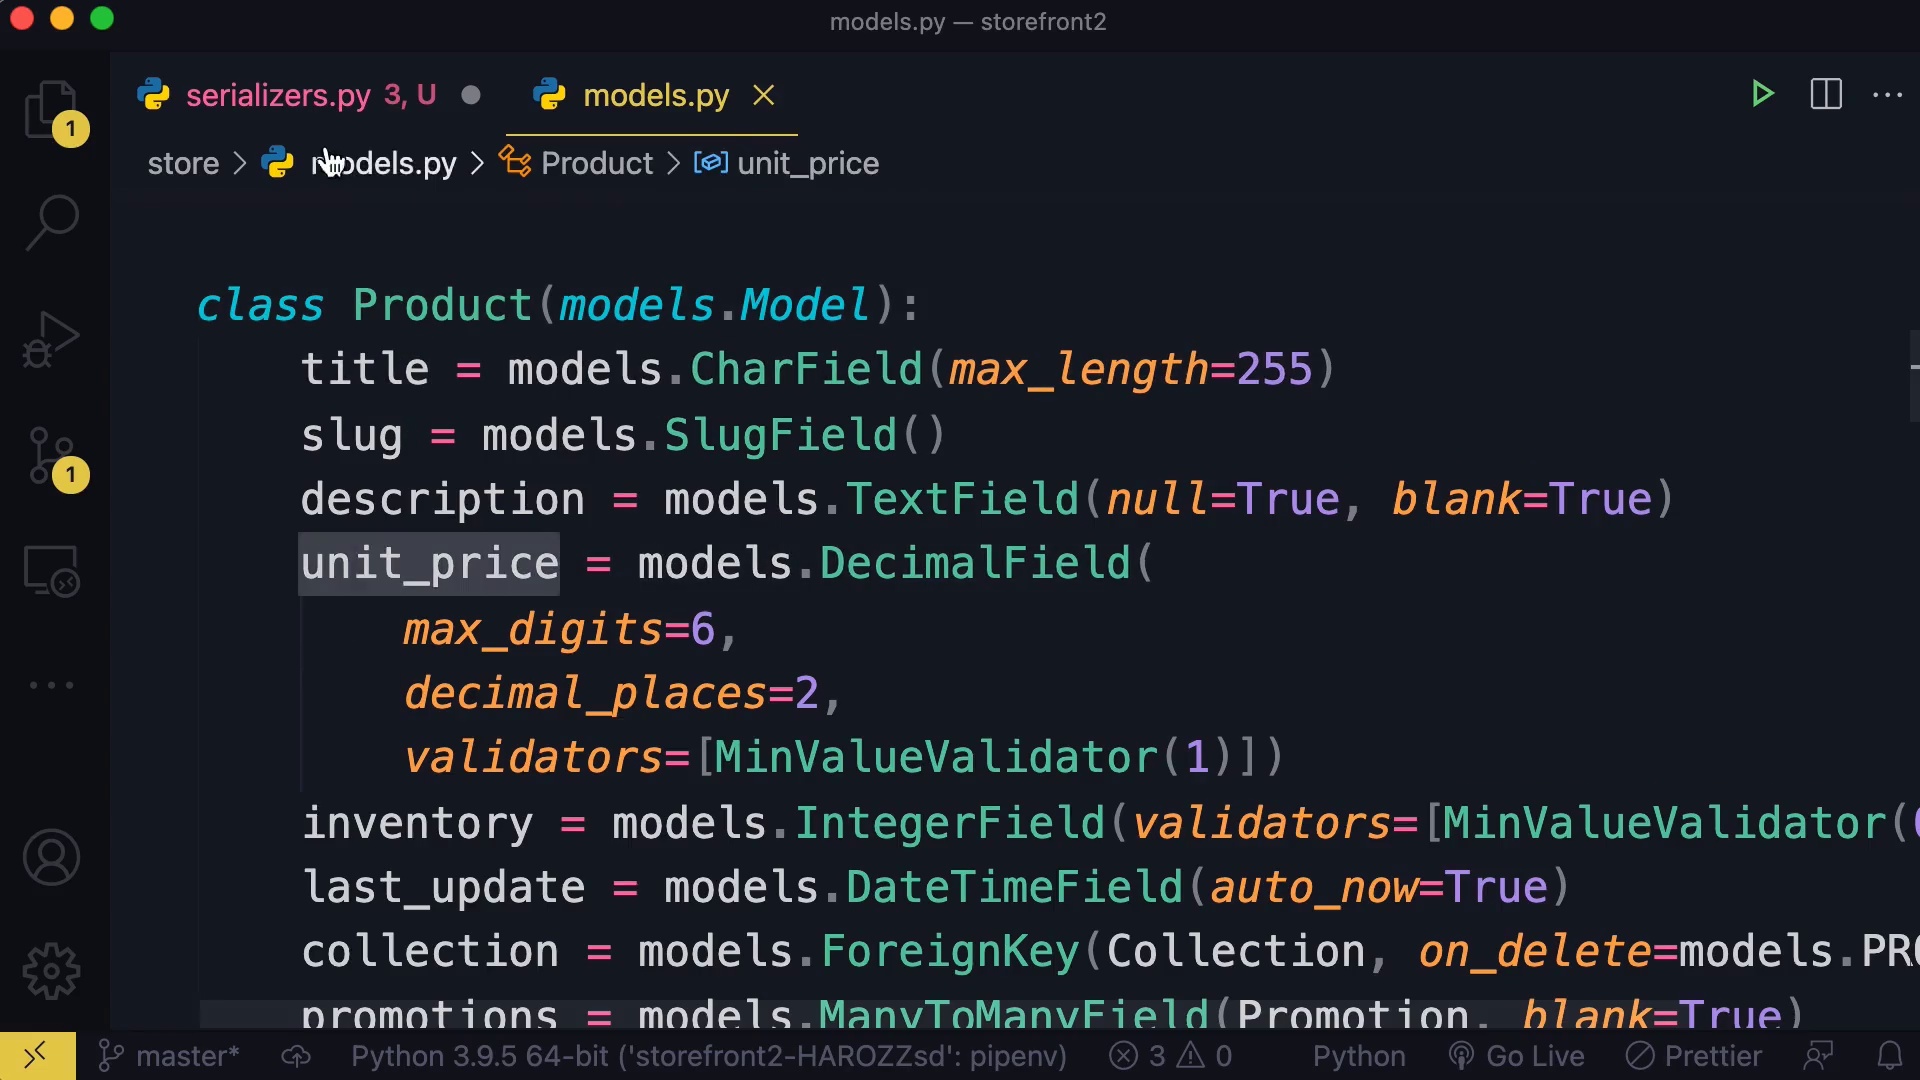 models.py — storefront2
serializers.py 3, U models.py
store > models.py > Product > unit_price
class Product(models.Model):
title = models.CharField(max_length=255)
slug = models.SlugField()
description = models.TextField(null=True, blank=True)
unit_price = models.DecimalField(
max_digits=6,
decimal_places=2,
validators=[MinValueValidator(1)])
inventory = models.IntegerField(validators=[MinValueValidator(
last_update = models.DateTimeField(auto_now=True)
collection = models.ForeignKey(Collection, on_delete=models.PRO
promotions = models.ManyToManyField(Promotion, blank=True)
1
1
master* Python 3.9.5 64-bit ('storefront2-HAROZZsd': pipenv) 3 0 Python Go Live Prettier